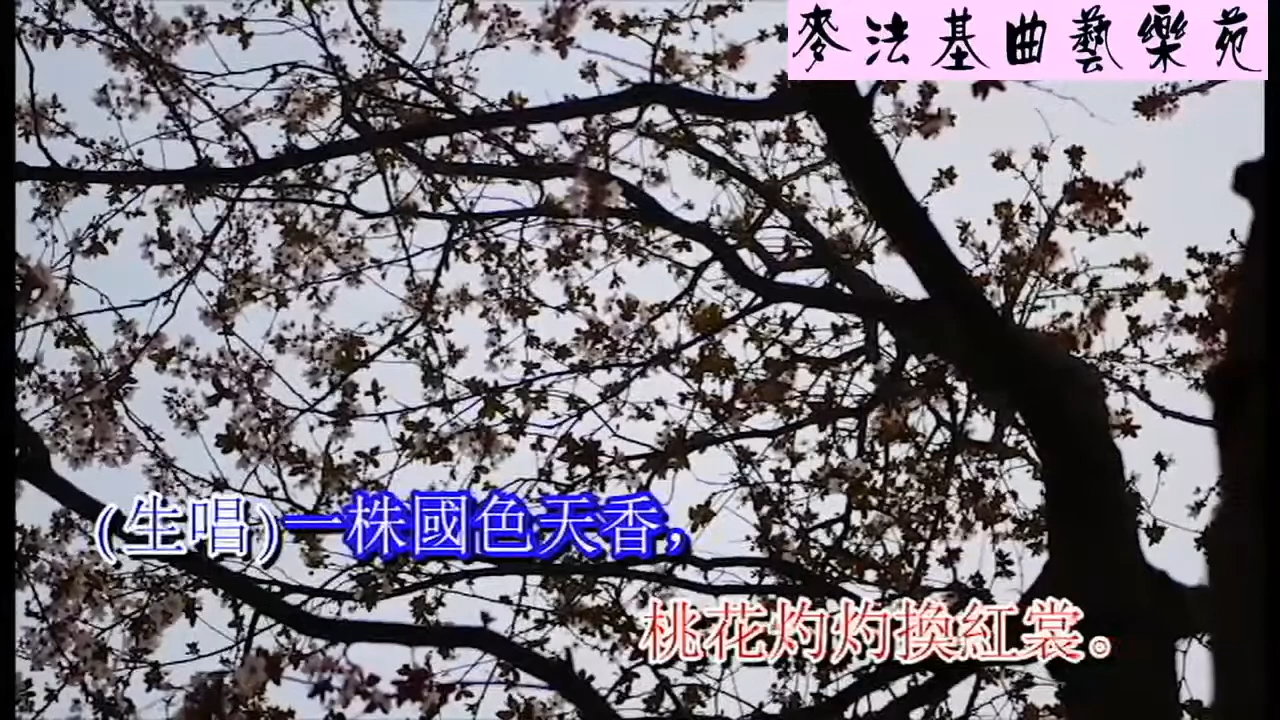 麥法基曲藝樂苑
(生唱)一株國色天香，
桃花灼灼換紅裳。